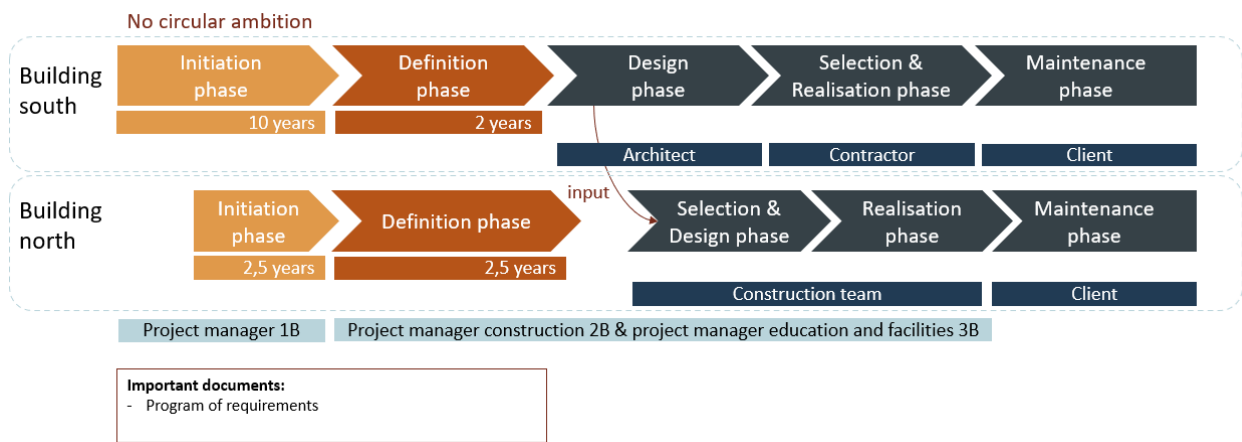 No circular ambition
Building
south
Initiation
phase
Definition
phase
Design
phase
Selection &
Realisation phase
Maintenance
phase
10 years
2 years
Architect
Contractor
Client
Building
north
input
Initiation
phase
Definition phase
Selection &
Design phase
Realisation
phase
Maintenance
phase
2,5 years
2,5 years
Construction team
Client
Project manager 1B
Project manager construction 2B & project manager education and facilities 3B
Important documents:
- Program of requirements